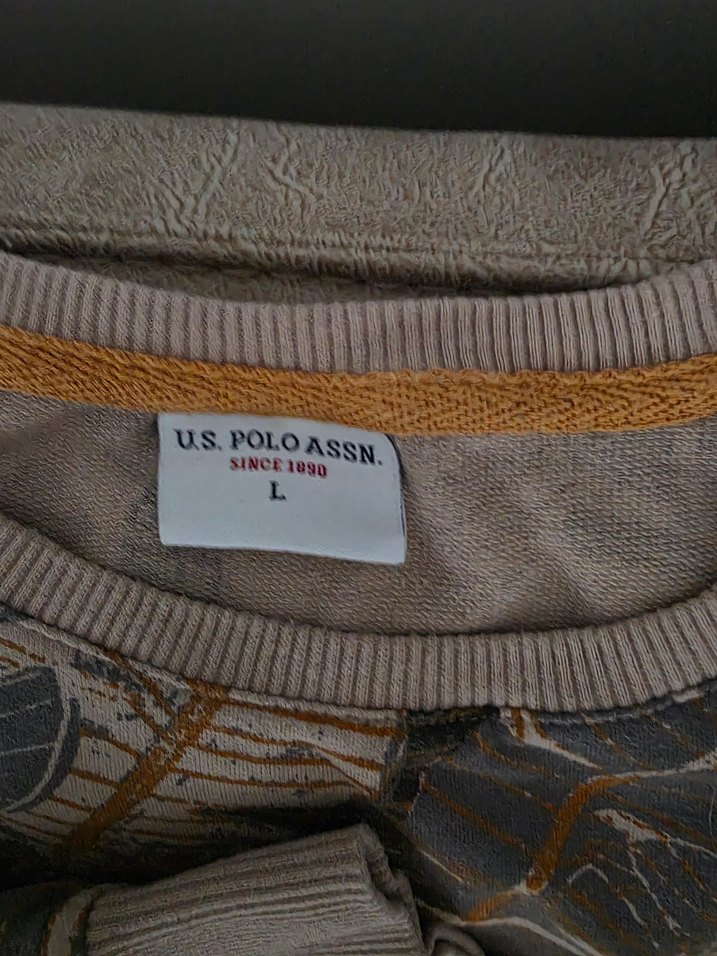 U.S. POLO ASSN.
SINCE 1890
L